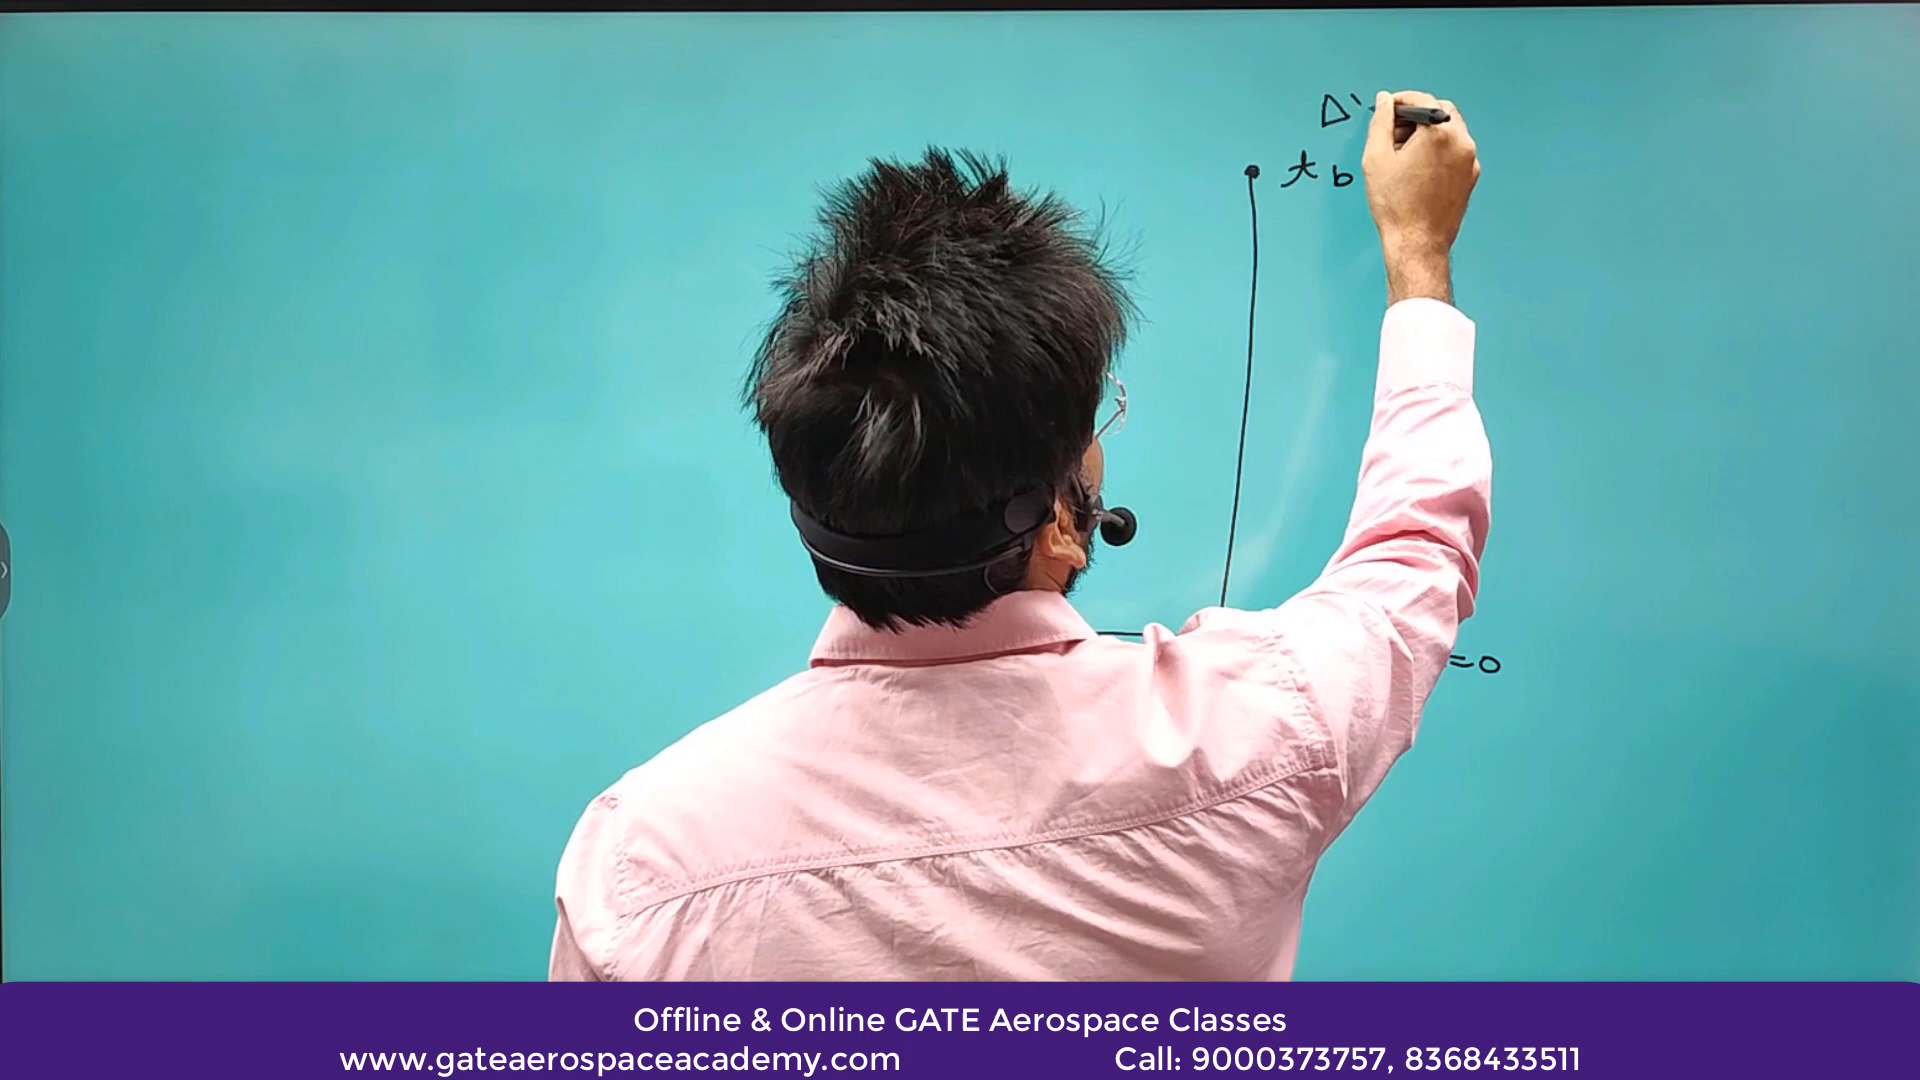 Δ
t b
=0
Offline & Online GATE Aerospace Classes
www.gateaerospaceacademy.com
Call: 9000373757, 8368433511